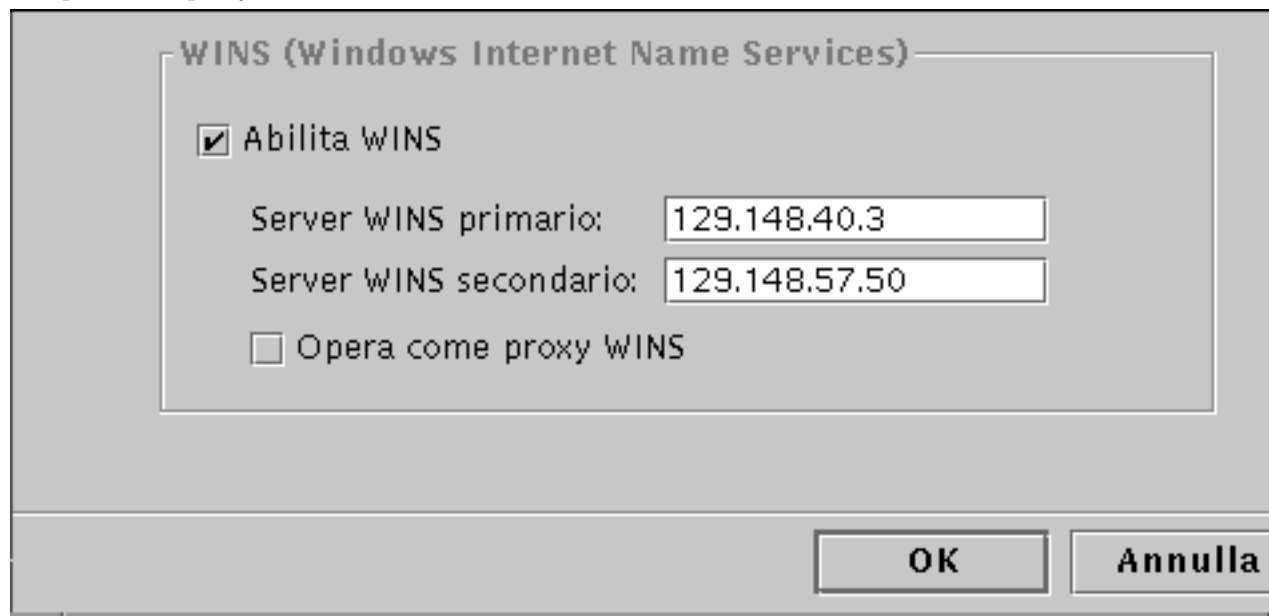 WINS (Windows Internet Name Services)
Abilita WINS
Server WINS primario: 129.148.40.3
Server WINS secondario: 129.148.57.50
Opera come proxy WINS
OK Annulla